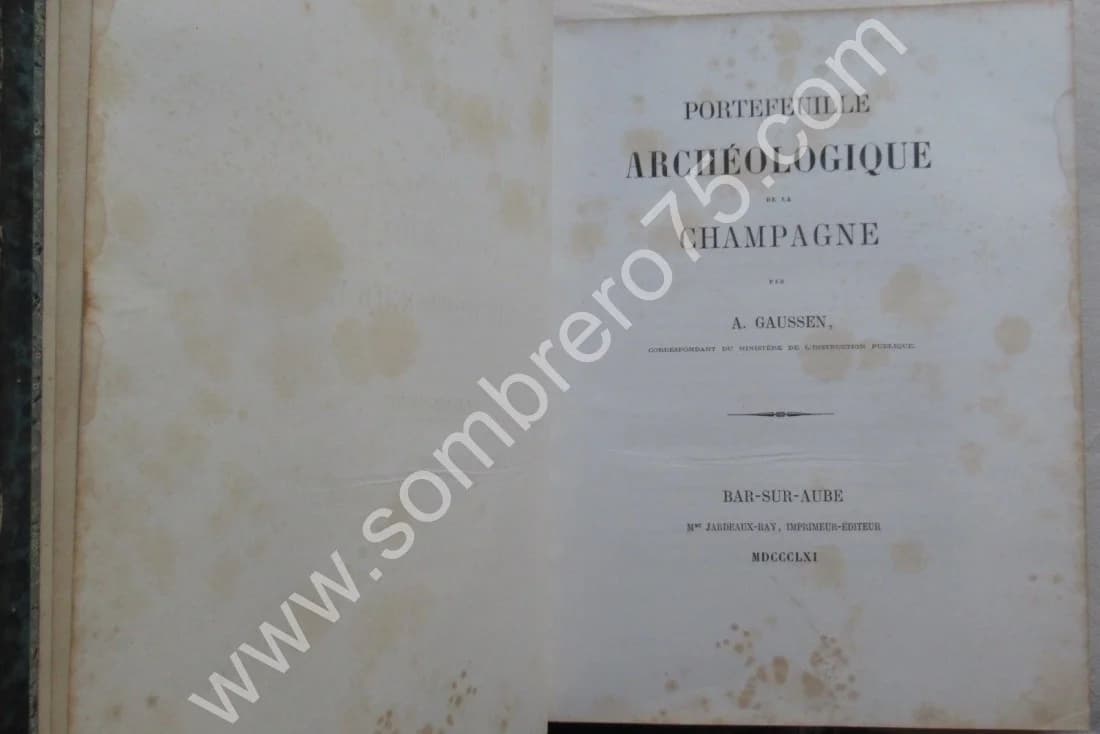 PORTEFEUILLE
ARCHÉOLOGIQUE
DE LA
CHAMPAGNE
PAR
A. GAUSSEN,
CORRESPONDANT DU MINISTÈRE DE L'INSTRUCTION PUBLIQUE.
BAR-SUR-AUBE
Mme JARDEAUX-RAY, IMPRIMEUR-ÉDITEUR
MDCCCLXI
www.sombrero75.com